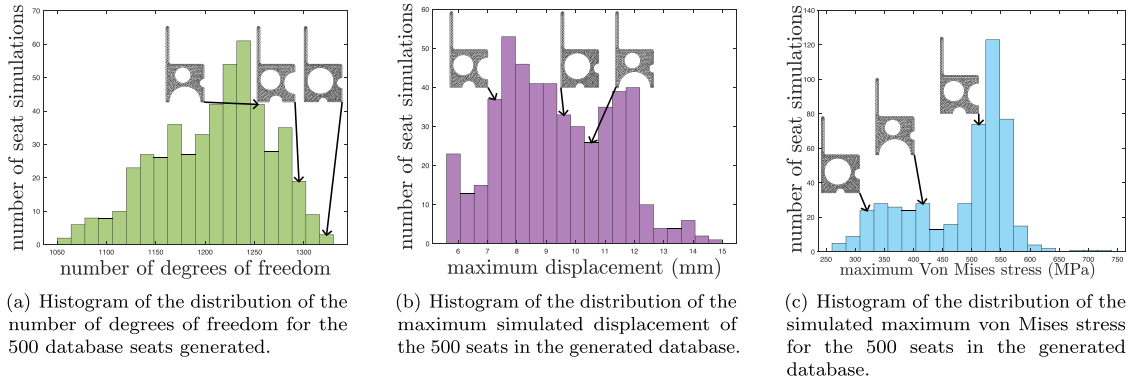 number of seat simulations
70
60
50
40
30
20
10
0
1050 1100 1150 1200 1250 1300
number of degrees of freedom
(a) Histogram of the distribution of the
number of degrees of freedom for the
500 database seats generated.
number of seat simulations
60
50
40
30
20
10
0
6 7 8 9 10 11 12 13 14 15
maximum displacement (mm)
(b) Histogram of the distribution of the
maximum simulated displacement of
the 500 seats in the generated database.
number of seat simulations
140
120
100
80
60
40
20
0
250 300 350 400 450 500 550 600 650 700 750
maximum Von Mises stress (MPa)
(c) Histogram of the distribution of the
simulated maximum von Mises stress
for the 500 seats in the generated
database.